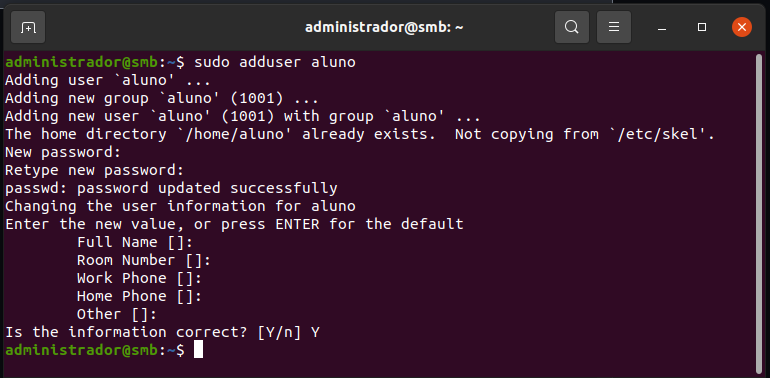 administrador@smb: ~
administrador@smb:~$ sudo adduser aluno
Adding user `aluno' ...
Adding new group `aluno' (1001) ...
Adding new user `aluno' (1001) with group `aluno' ...
The home directory `/home/aluno' already exists.  Not copying from `/etc/skel'.
New password:
Retype new password:
passwd: password updated successfully
Changing the user information for aluno
Enter the new value, or press ENTER for the default
        Full Name []:
        Room Number []:
        Work Phone []:
        Home Phone []:
        Other []:
Is the information correct? [Y/n] Y
administrador@smb:~$